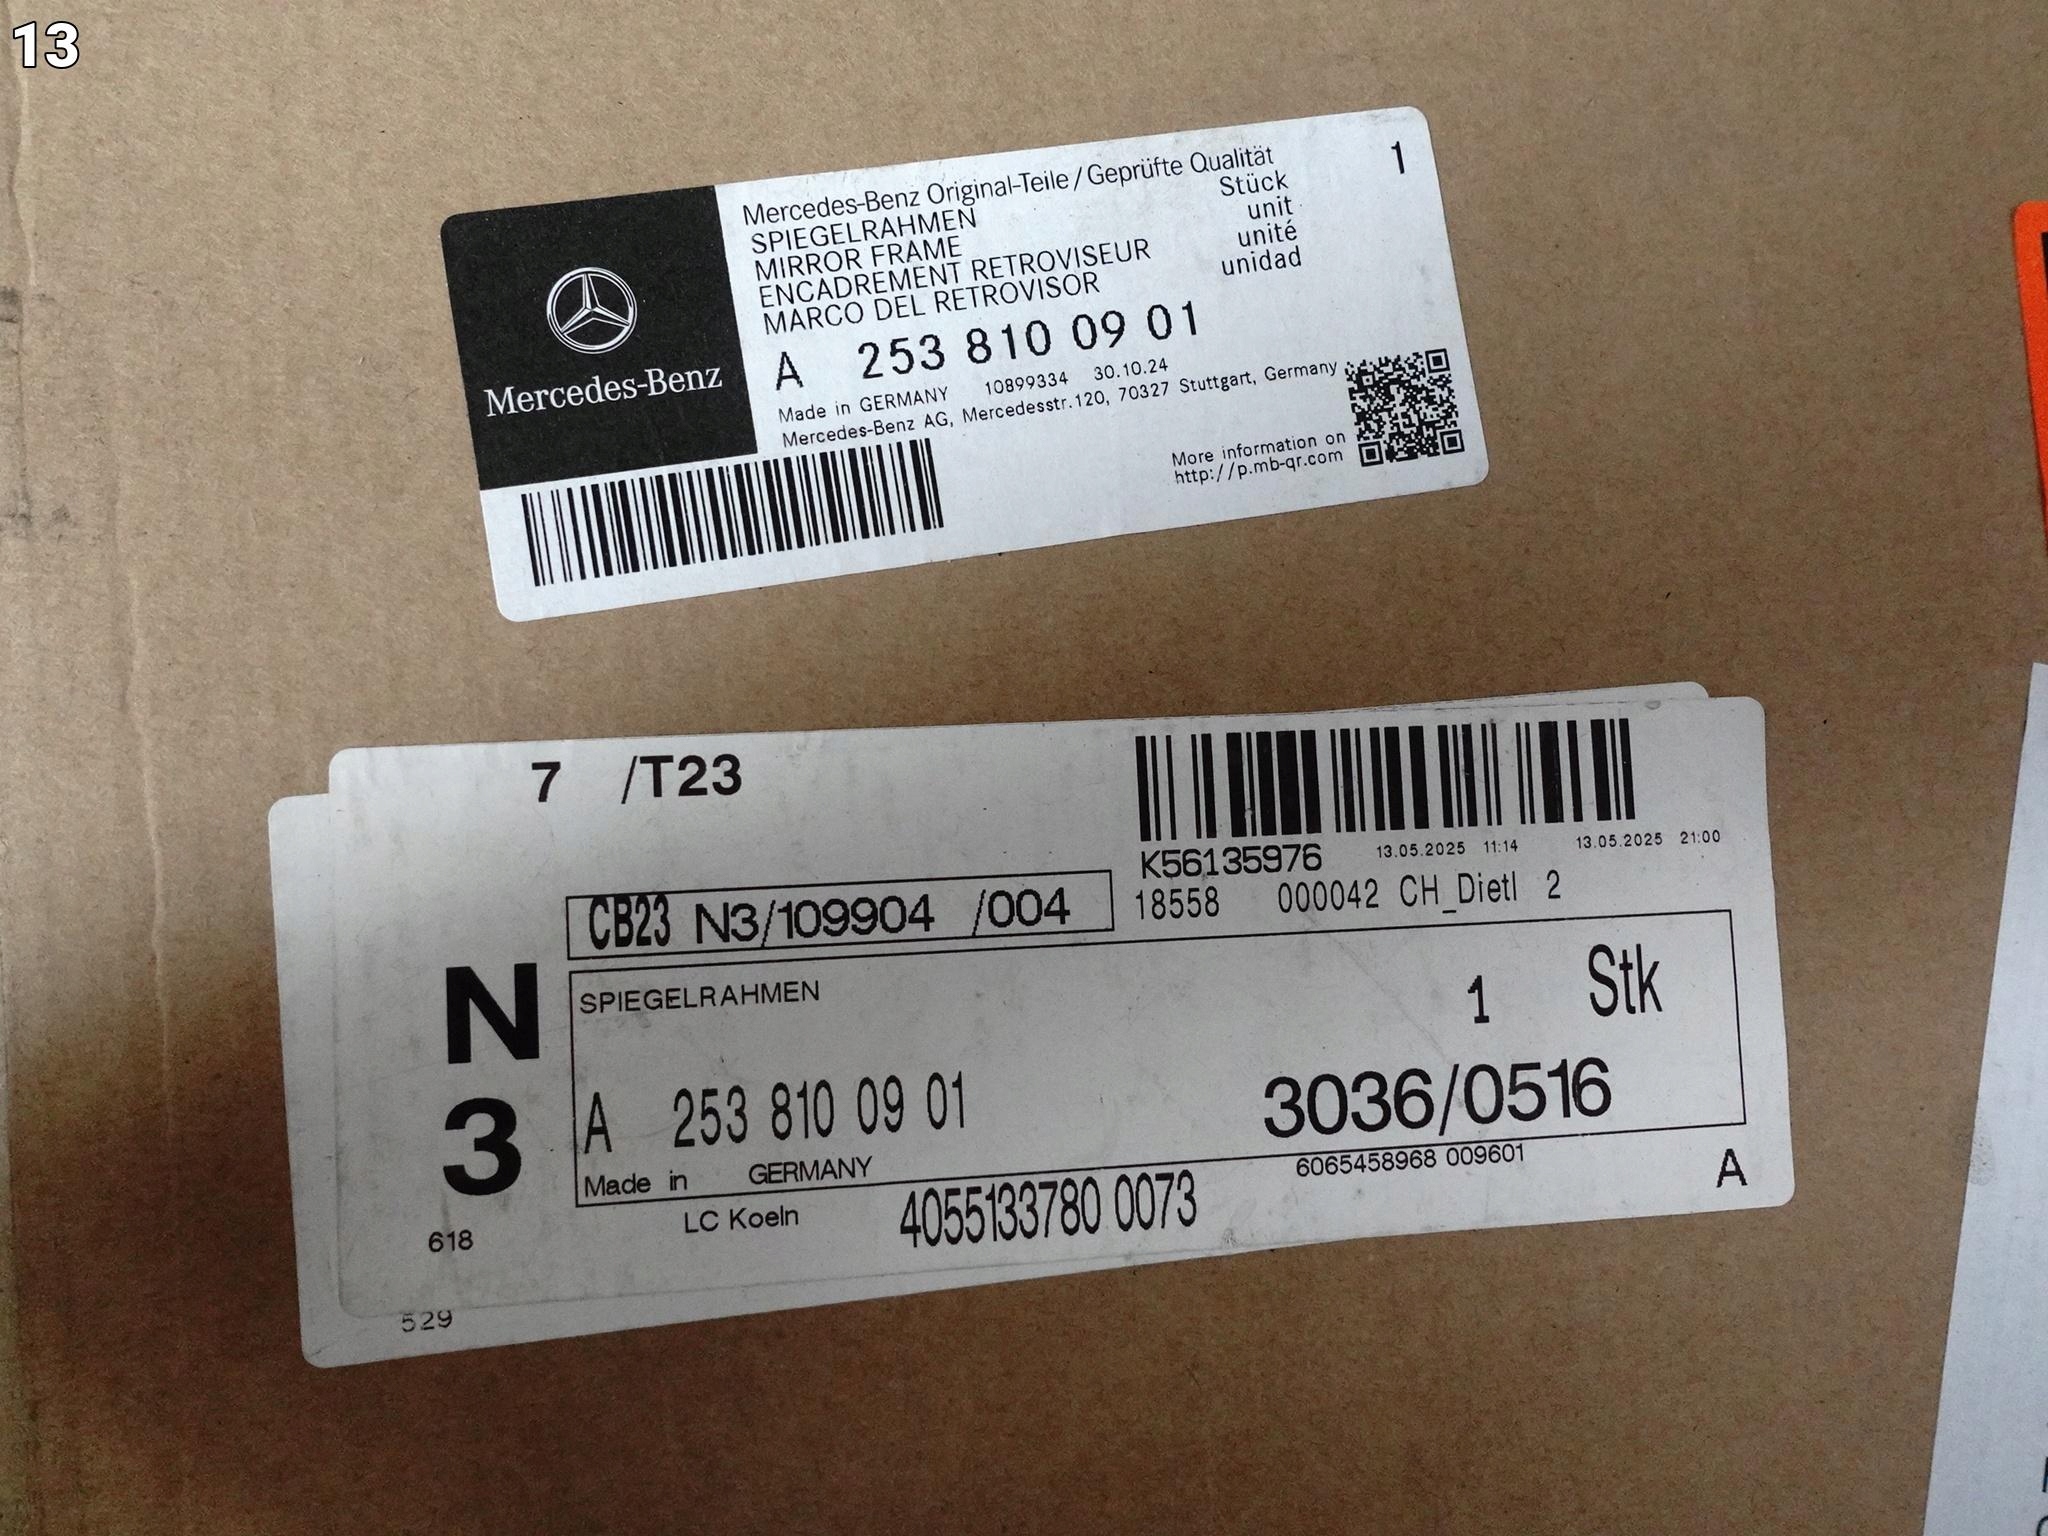 13
Mercedes-Benz
Mercedes-Benz Original-Teile / Geprüfte Qualität
1
SPIEGELRAHMEN
Stück
MIRROR FRAME
unit
ENCADREMENT RETROVISEUR
unité
MARCO DEL RETROVISOR
unidad
A 253 810 09 01
Made in GERMANY 10899334 30.10.24
Mercedes-Benz AG, Mercedesstr.120, 70327 Stuttgart, Germany
More information on
http://p.mb-qr.com
7 /T23
K56135976 13.05.2025 11:14 13.05.2025 21:00
18558 000042 CH_Dietl 2
CB23 N3/109904 /004
N
3
SPIEGELRAHMEN
1 Stk
A 253 810 09 01
3036/0516
Made in GERMANY
6065458968 009601
A
LC Koeln
4055133780 0073
618
529